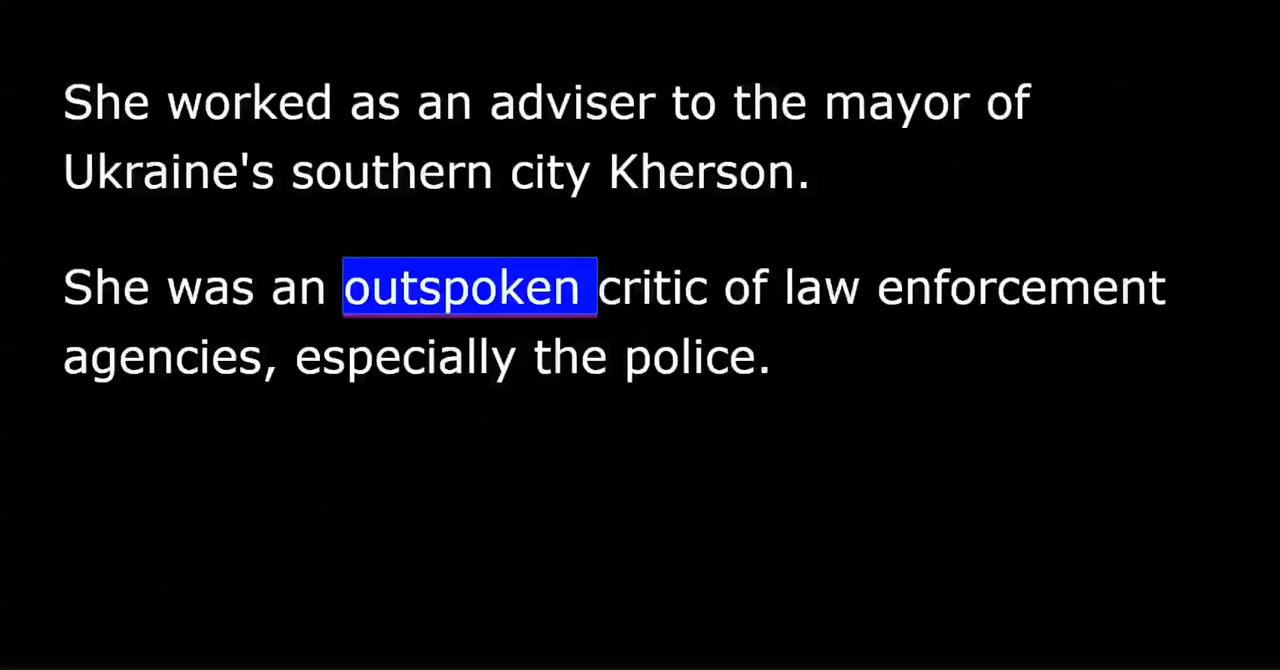 She worked as an adviser to the mayor of
Ukraine's southern city Kherson.
She was an outspoken critic of law enforcement
agencies, especially the police.